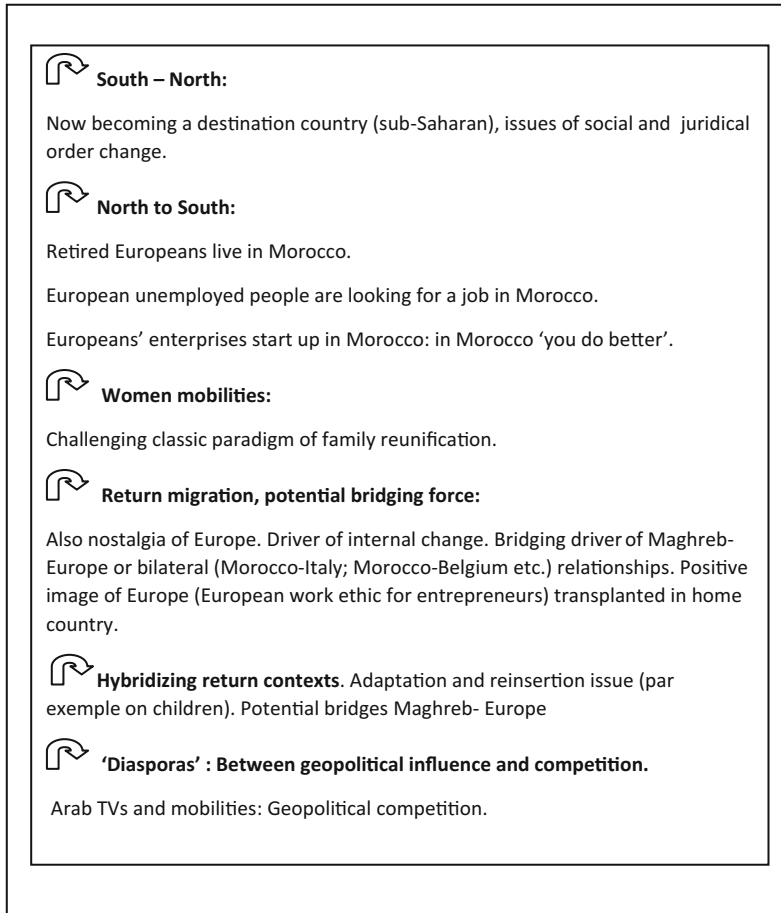 South – North:
Now becoming a destination country (sub-Saharan), issues of social and juridical
order change.
North to South:
Retired Europeans live in Morocco.
European unemployed people are looking for a job in Morocco.
Europeans’ enterprises start up in Morocco: in Morocco ‘you do better’.
Women mobilities:
Challenging classic paradigm of family reunification.
Return migration, potential bridging force:
Also nostalgia of Europe. Driver of internal change. Bridging driver of Maghreb-
Europe or bilateral (Morocco-Italy; Morocco-Belgium etc.) relationships. Positive
image of Europe (European work ethic for entrepreneurs) transplanted in home
country.
Hybridizing return contexts. Adaptation and reinsertion issue (par
exemple on children). Potential bridges Maghreb- Europe
‘Diasporas’ : Between geopolitical influence and competition.
Arab TVs and mobilities: Geopolitical competition.